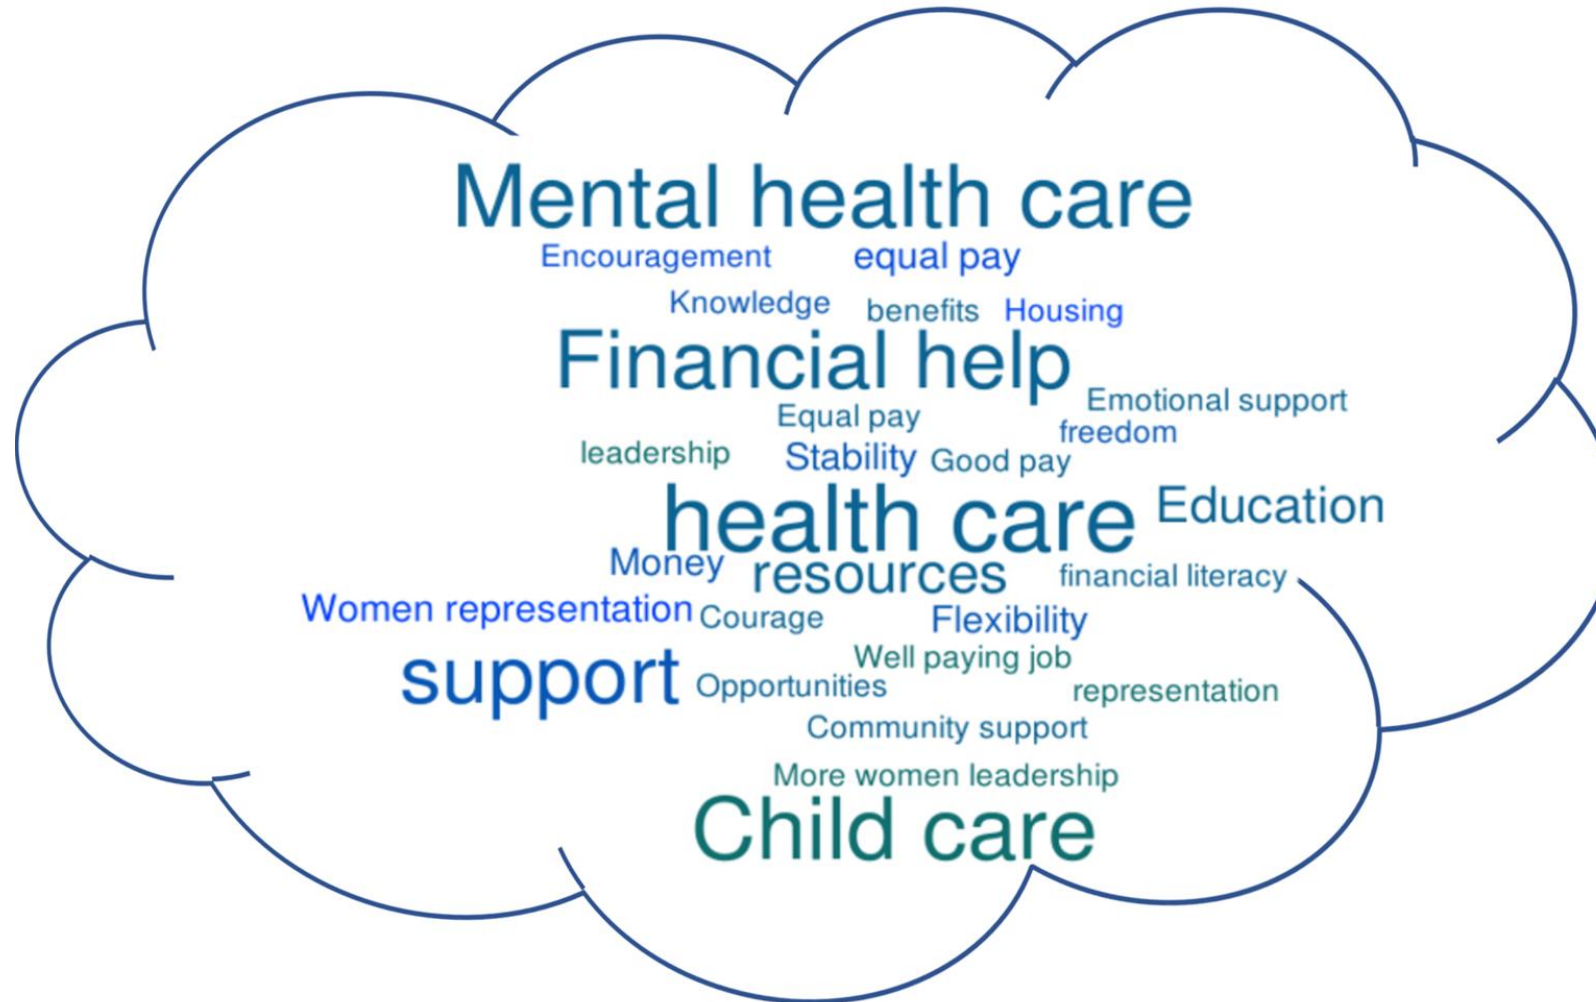 Mental health care
Encouragement equal pay
Knowledge benefits Housing
Financial help
Emotional support
Equal pay
freedom
leadership Stability Good pay
health care Education
Money resources financial literacy
Women representation Courage Flexibility
Well paying job
support Opportunities representation
Community support
More women leadership
Child care